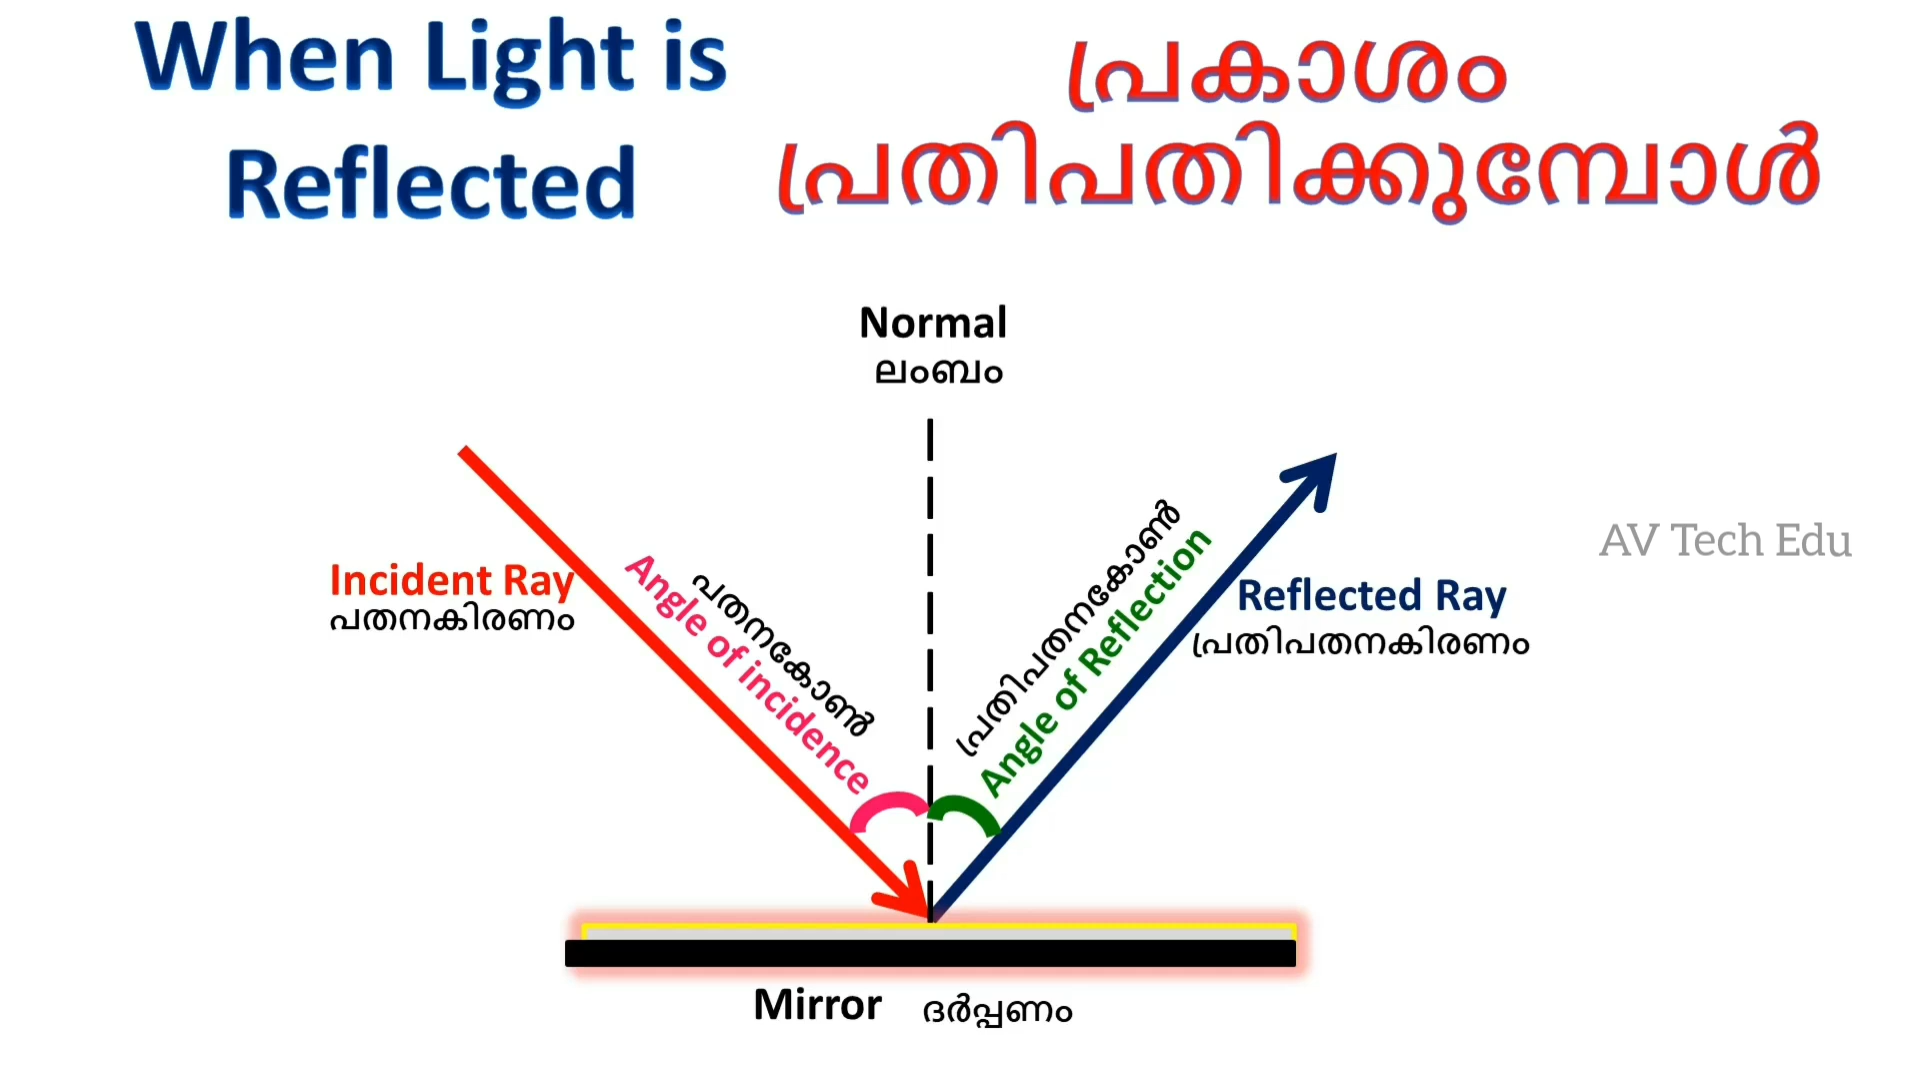 When Light is
Reflected
പ്രകാശം
പ്രതിപതിക്കുമ്പോൾ
Normal
ലംബം
Incident Ray
പതനകിരണം
Angle of incidence
പതനകോൺ
പ്രതിപതനകോൺ
Angle of Reflection
Reflected Ray
പ്രതിപതനകിരണം
AV Tech Edu
Mirror ദർപ്പണം